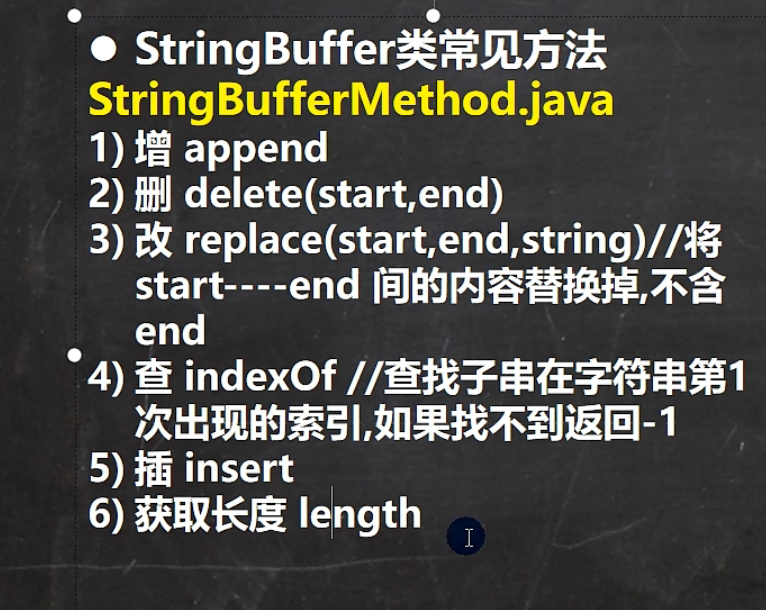 ● StringBuffer类常见方法
StringBufferMethod.java
1) 增 append
2) 删 delete(start,end)
3) 改 replace(start,end,string)//将
start----end 间的内容替换掉,不含
end
4) 查 indexOf //查找子串在字符串第1
次出现的索引,如果找不到返回-1
5) 插 insert
6) 获取长度 length